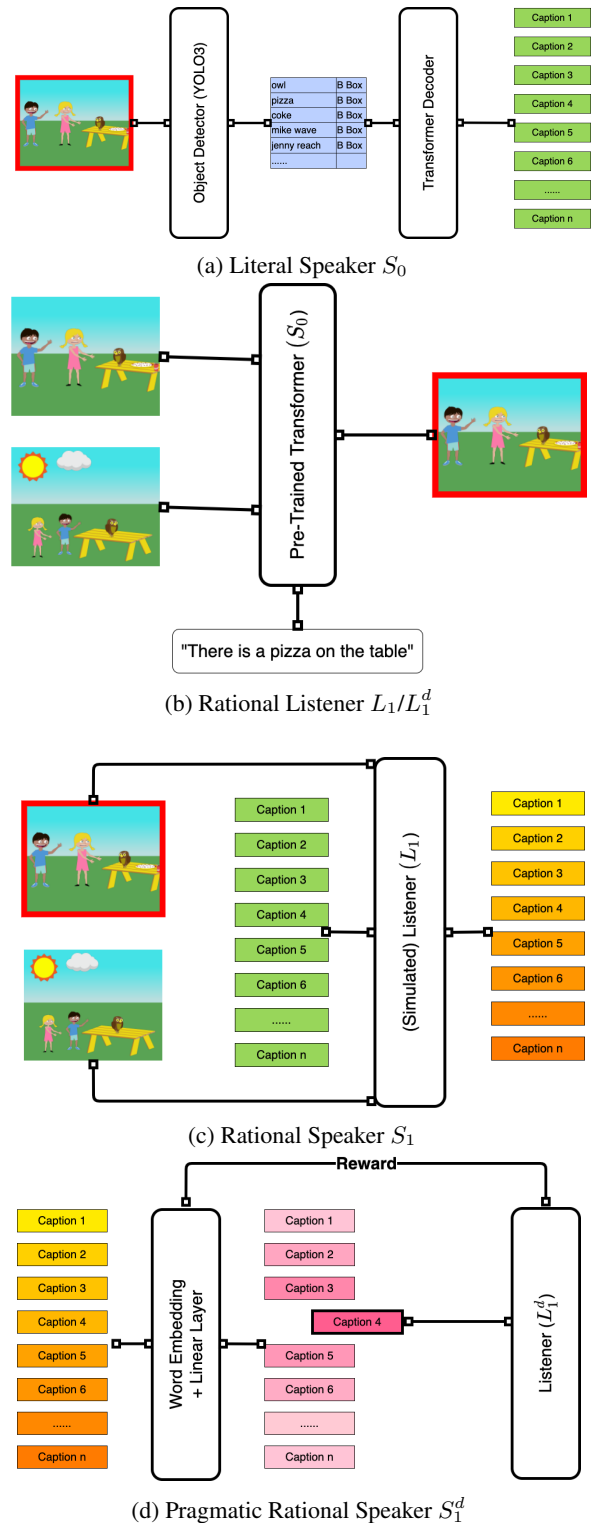 Object Detector (YOLO3)
owl B Box
pizza B Box
coke B Box
mike wave B Box
jenny reach B Box
......
Transformer Decoder
Caption 1
Caption 2
Caption 3
Caption 4
Caption 5
Caption 6
......
Caption n
(a) Literal Speaker S₀
Pre-Trained Transformer (S₀)
"There is a pizza on the table"
(b) Rational Listener L₁/L₁ᵈ
Caption 1
Caption 2
Caption 3
Caption 4
Caption 5
Caption 6
......
Caption n
(Simulated) Listener (L₁)
Caption 1
Caption 2
Caption 3
Caption 4
Caption 5
Caption 6
......
Caption n
(c) Rational Speaker S₁
Reward
Caption 1
Caption 2
Caption 3
Caption 4
Caption 5
Caption 6
......
Caption n
Word Embedding
+ Linear Layer
Caption 1
Caption 2
Caption 3
Caption 4
Caption 5
Caption 6
......
Caption n
Listener (L₁ᵈ)
(d) Pragmatic Rational Speaker S₁ᵈ